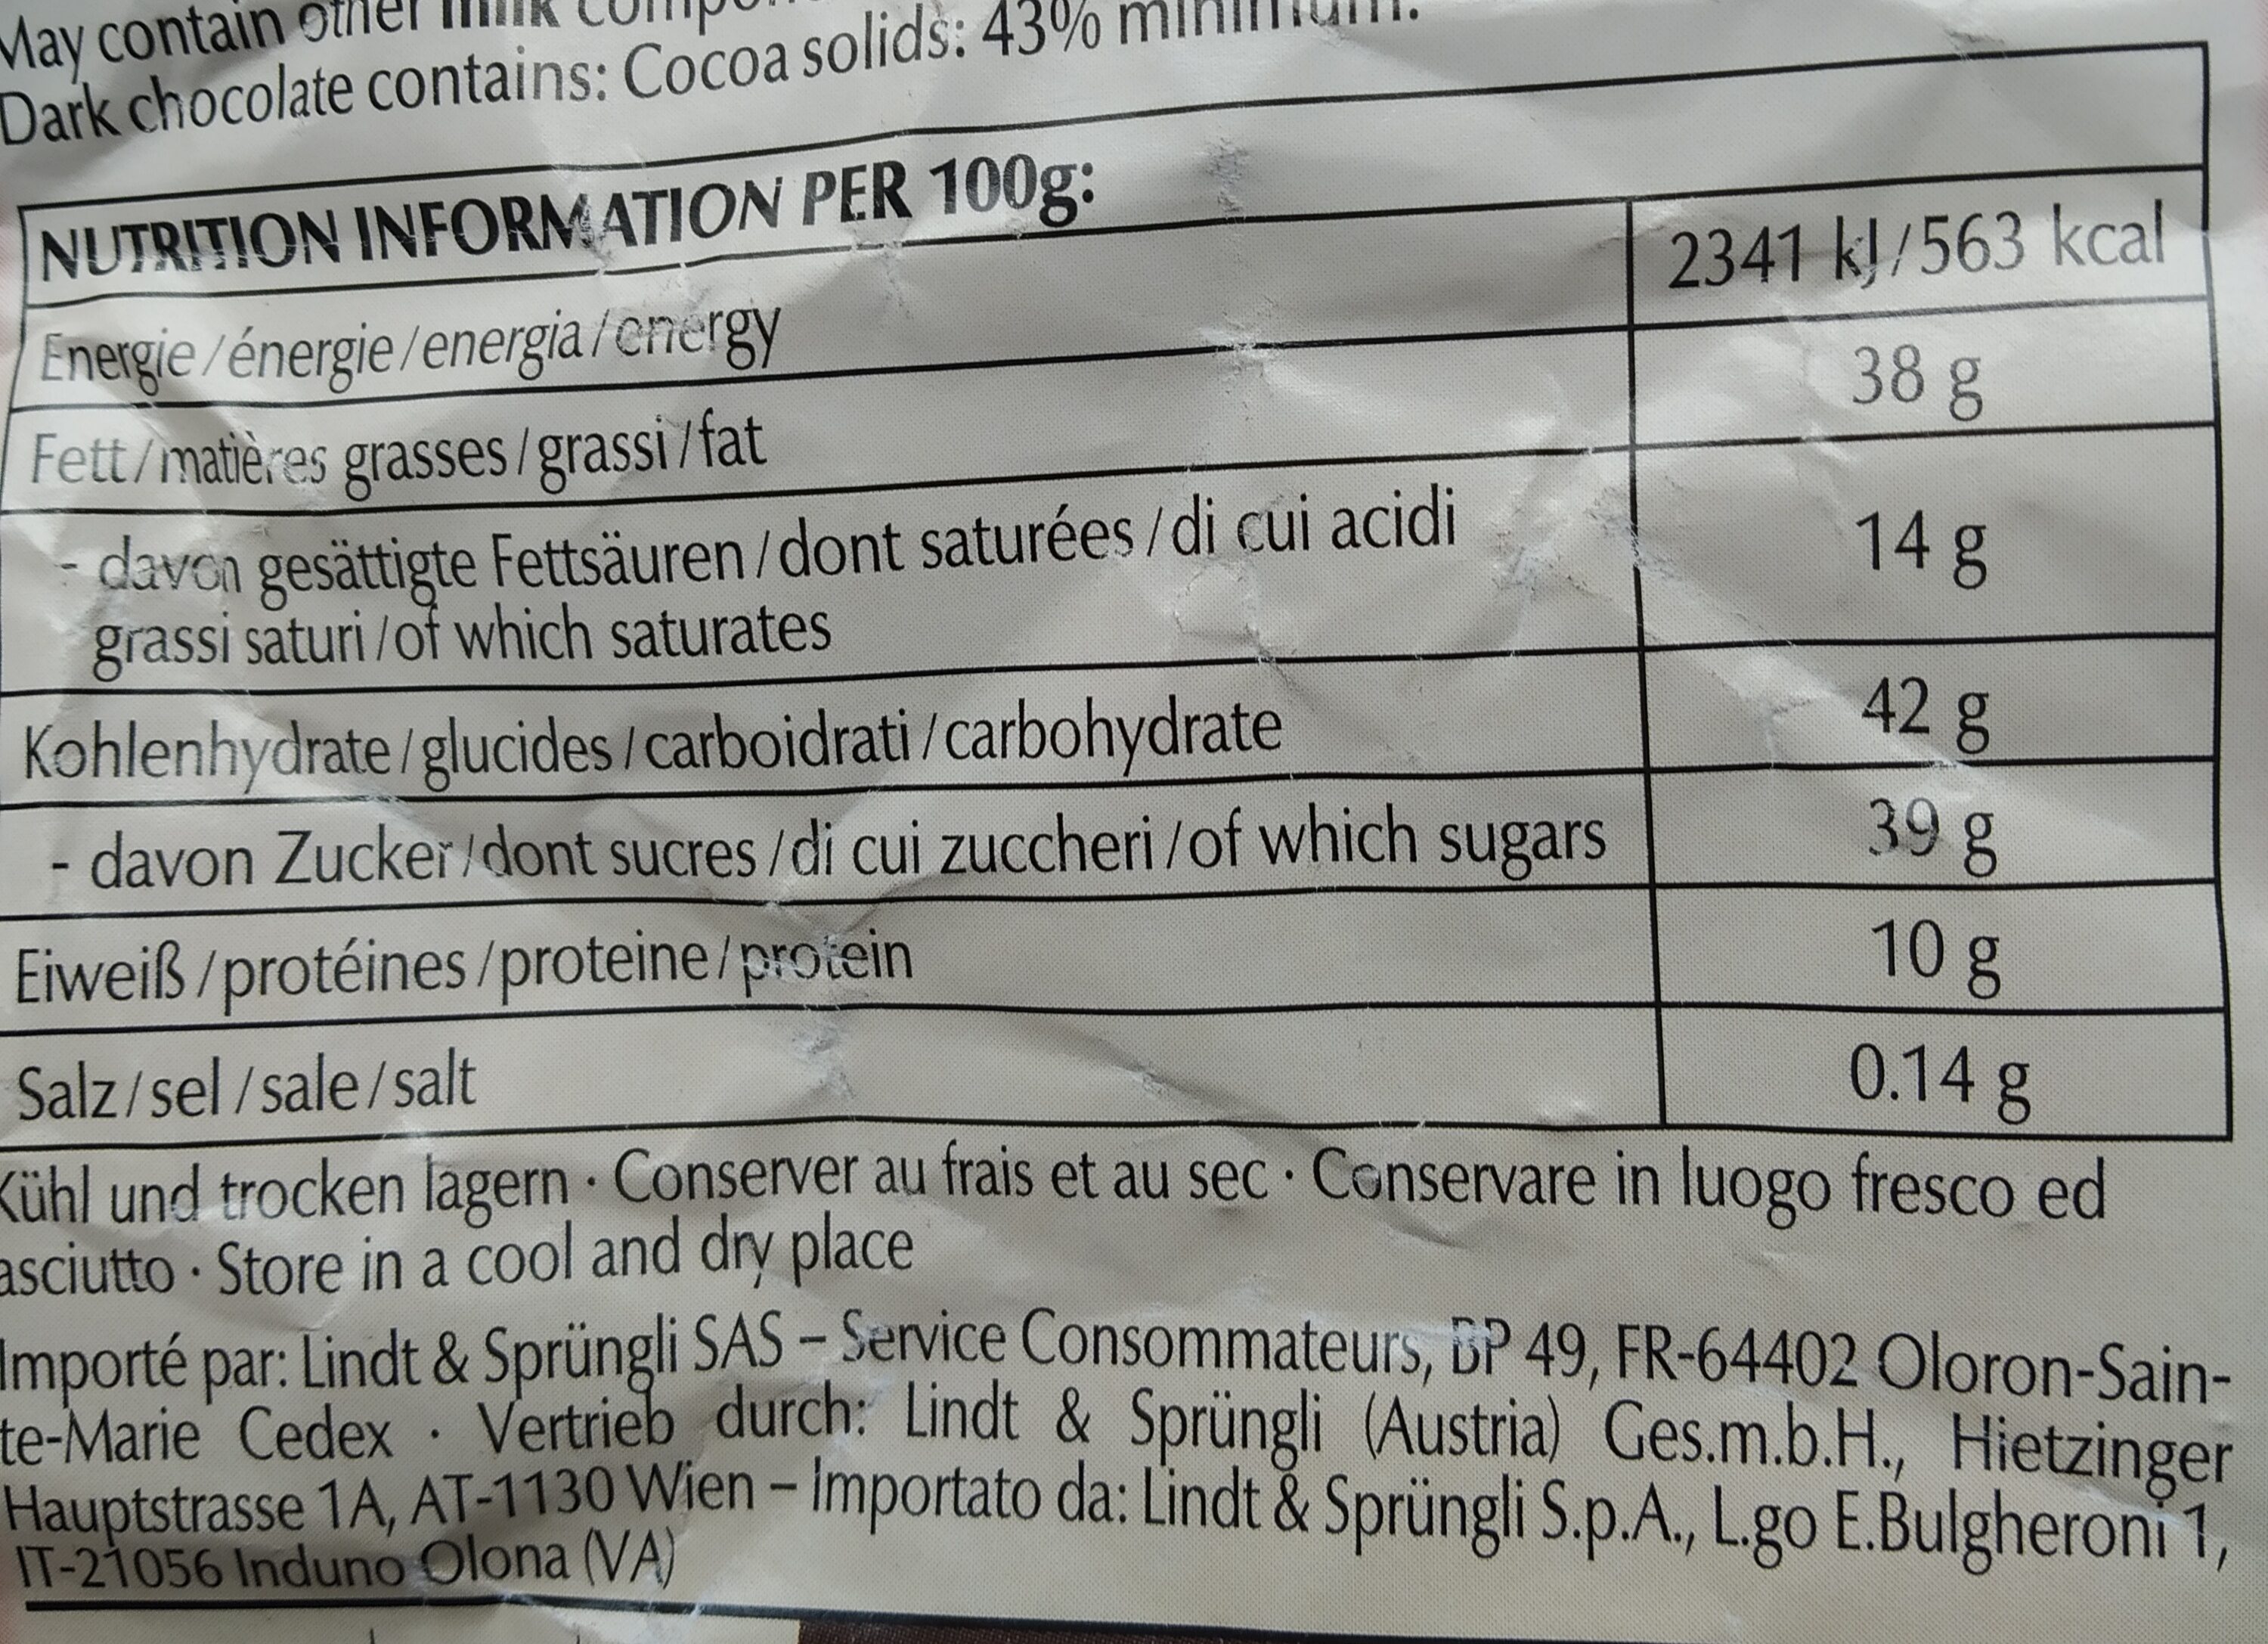 May contain other milk
Dark chocolate contains: Cocoa solids: 43% minimum.
NUTRITION INFORMATION PER 100g:
Energie/énergie/energia/energy 2341 kJ/563 kcal
Fett/matières grasses/grassi/fat 38 g
- davon gesättigte Fettsäuren/dont saturées/di cui acidi
grassi saturi/of which saturates 14 g
Kohlenhydrate/glucides/carboidrati/carbohydrate 42 g
- davon Zucker/dont sucres/di cui zuccheri/of which sugars 39 g
Eiweiß/protéines/proteine/protein 10 g
Salz/sel/sale/salt 0.14 g
Kühl und trocken lagern · Conserver au frais et au sec · Conservare in luogo fresco ed
asciutto · Store in a cool and dry place
Importé par: Lindt & Sprüngli SAS – Service Consommateurs, BP 49, FR-64402 Oloron-Sain-
te-Marie Cedex · Vertrieb durch: Lindt & Sprüngli (Austria) Ges.m.b.H., Hietzinger
Hauptstrasse 1A, AT-1130 Wien – Importato da: Lindt & Sprüngli S.p.A., L.go E.Bulgheroni 1,
IT-21056 Induno Olona (VA)